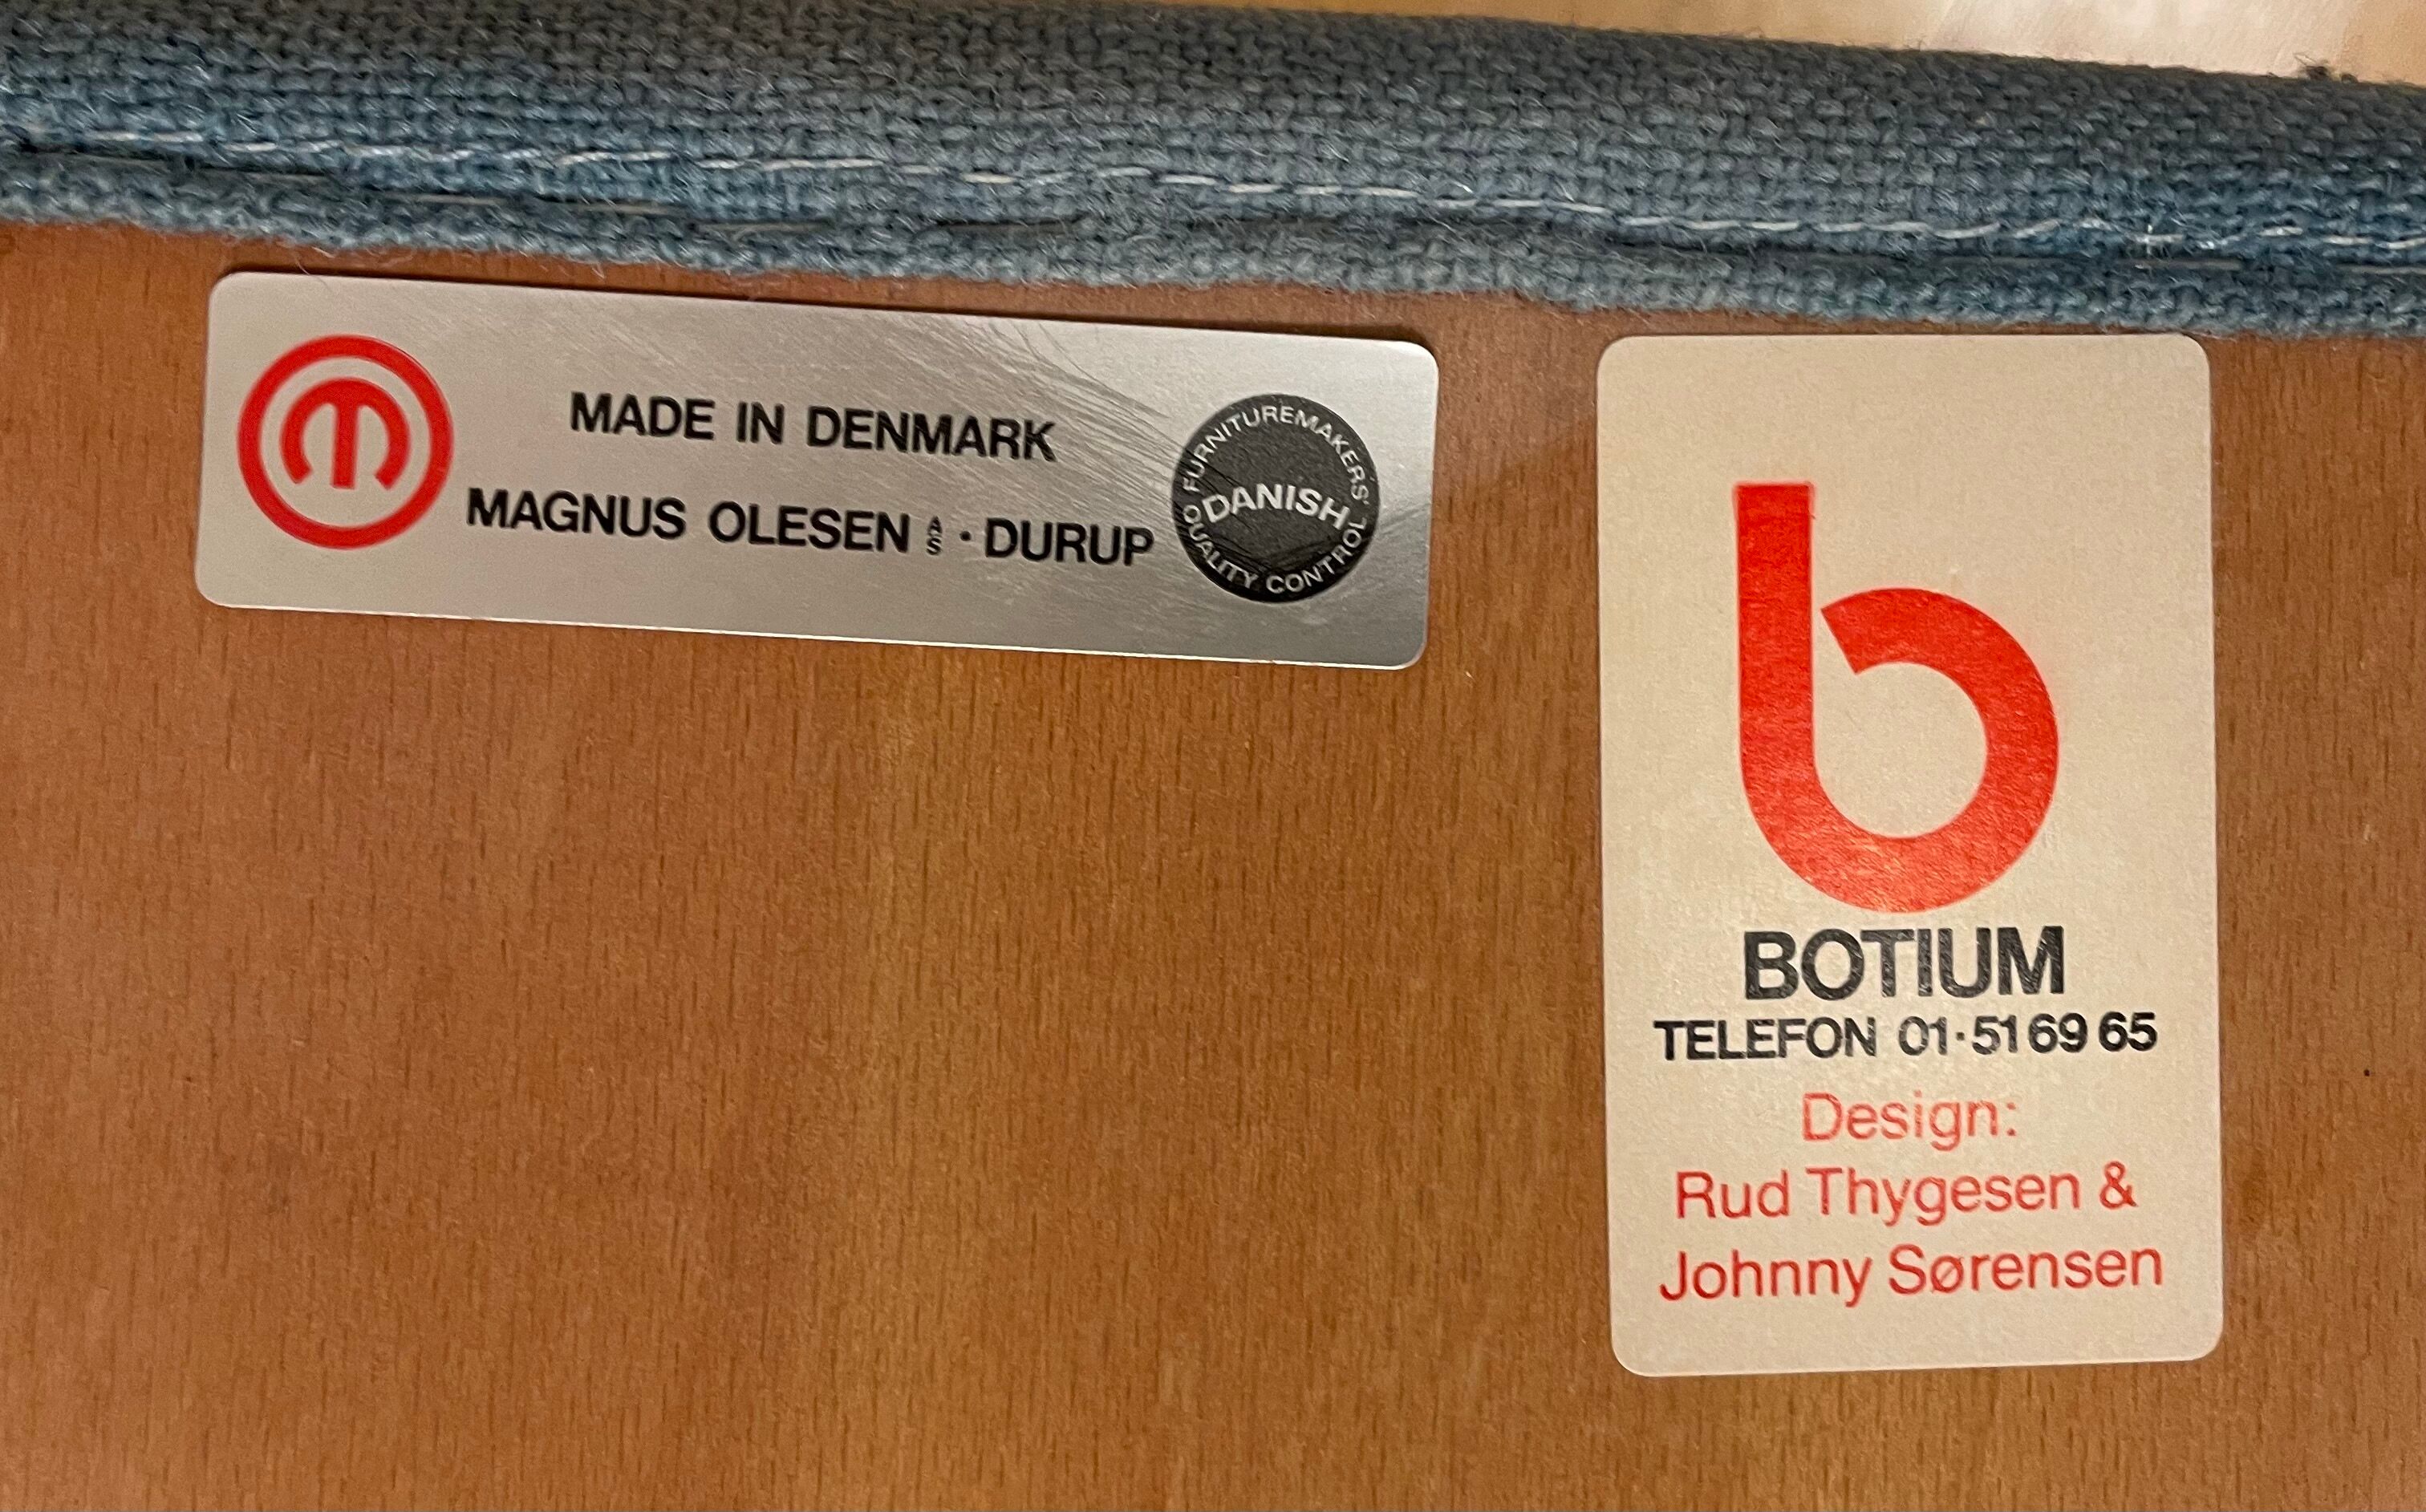 MADE IN DENMARK
MAGNUS OLESEN A/S · DURUP
FURNITUREMAKERS'
DANISH
QUALITY CONTROL
b
BOTIUM
TELEFON 01·51 69 65
Design:
Rud Thygesen &
Johnny Sørensen